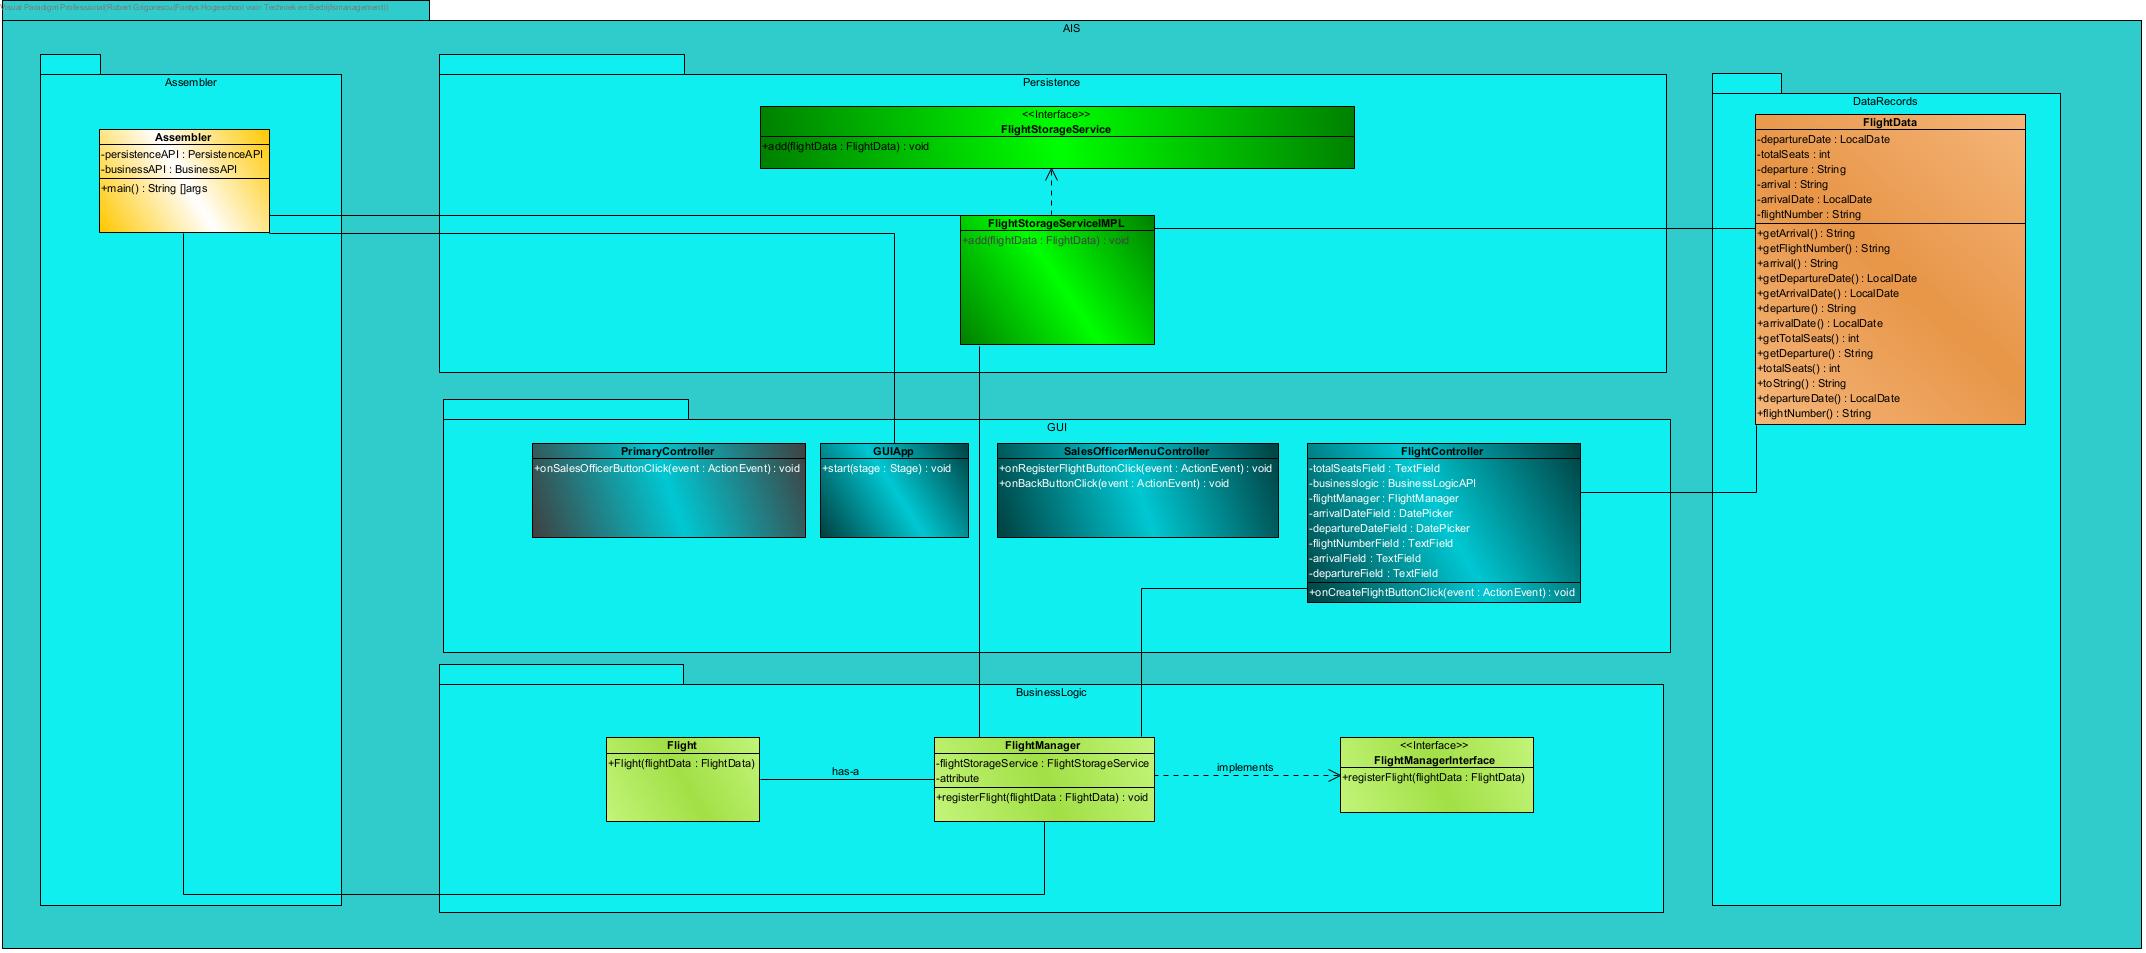 Visual Paradigm Professional(Robert Grigorescu(Fontys Hogeschool voor Techniek en Bedrijfsmanagement))
AIS
Assembler
Assembler
-persistenceAPI : PersistenceAPI
-businessAPI : BusinessAPI
+main() : String []args
Persistence
<<Interface>>
FlightStorageService
+add(flightData : FlightData) : void
FlightStorageServiceIMPL
+add(flightData : FlightData) : void
DataRecords
FlightData
-departureDate : LocalDate
-totalSeats : int
-departure : String
-arrival : String
-arrivalDate : LocalDate
-flightNumber : String
+getArrival() : String
+getFlightNumber() : String
+arrival() : String
+getDepartureDate() : LocalDate
+getArrivalDate() : LocalDate
+departure() : String
+arrivalDate() : LocalDate
+getTotalSeats() : int
+getDeparture() : String
+totalSeats() : int
+toString() : String
+departureDate() : LocalDate
+flightNumber() : String
GUI
PrimaryController
+onSalesOfficerButtonClick(event : ActionEvent) : void
GUIApp
+start(stage : Stage) : void
SalesOfficerMenuController
+onRegisterFlightButtonClick(event : ActionEvent) : void
+onBackButtonClick(event : ActionEvent) : void
FlightController
-totalSeatsField : TextField
-businesslogic : BusinessLogicAPI
-flightManager : FlightManager
-arrivalDateField : DatePicker
-departureDateField : DatePicker
-flightNumberField : TextField
-arrivalField : TextField
-departureField : TextField
+onCreateFlightButtonClick(event : ActionEvent) : void
BusinessLogic
Flight
+Flight(flightData : FlightData)
has-a
FlightManager
-flightStorageService : FlightStorageService
-attribute
+registerFlight(flightData : FlightData) : void
implements
<<Interface>>
FlightManagerInterface
+registerFlight(flightData : FlightData)